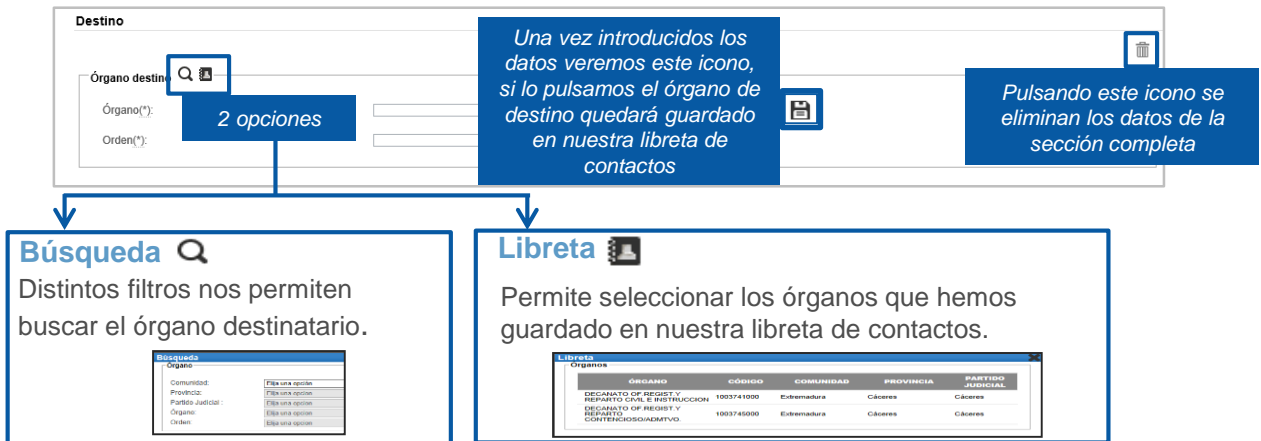 Destino
Órgano destino
Órgano(*):
Orden(*):
2 opciones
Una vez introducidos los
datos veremos este icono,
si lo pulsamos el órgano de
destino quedará guardado
en nuestra libreta de
contactos
Pulsando este icono se
eliminan los datos de la
sección completa
Búsqueda
Distintos filtros nos permiten
buscar el órgano destinatario.
Búsqueda
Órgano
Comunidad: Elija una opción
Provincia: Elija una opcion
Partido Judicial : Elija una opcion
Órgano: Elija una opcion
Orden: Elija una opcion
Libreta
Permite seleccionar los órganos que hemos
guardado en nuestra libreta de contactos.
Libreta
Órganos
ÓRGANO CÓDIGO COMUNIDAD PROVINCIA PARTIDO JUDICIAL
DECANATO OF.REGIST.Y
REPARTO CIVIL E INSTRUCCION 1003741000 Extremadura Cáceres Cáceres
DECANATO OF.REGIST.Y
REPARTO 1003745000 Extremadura Cáceres Cáceres
CONTENCIOSO/ADMTVO.